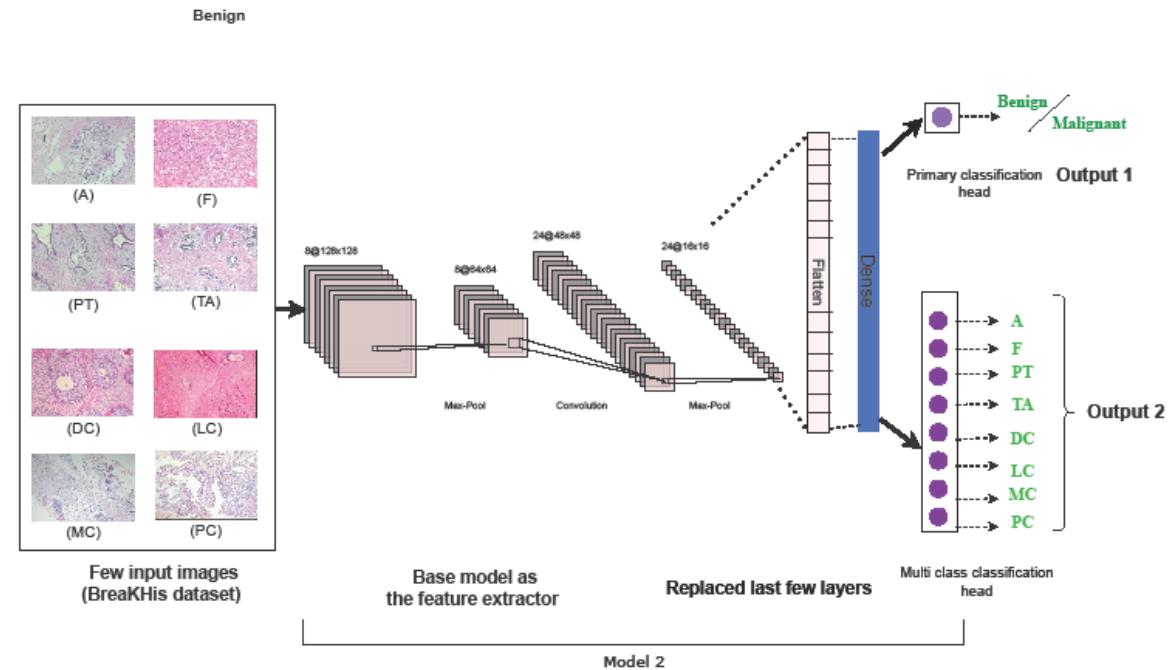 Benign
(A)
(F)
(PT)
(TA)
(DC)
(LC)
(MC)
(PC)
Few input images
(BreaKHis dataset)
8@128x128
8@64x64
24@48x48
24@16x16
Max-Pool
Convolution
Max-Pool
Base model as
the feature extractor
Flatten
Dense
Replaced last few layers
Benign
Malignant
Primary classification
head
Output 1
A
F
PT
TA
DC
LC
MC
PC
Output 2
Multi class classification
head
Model 2